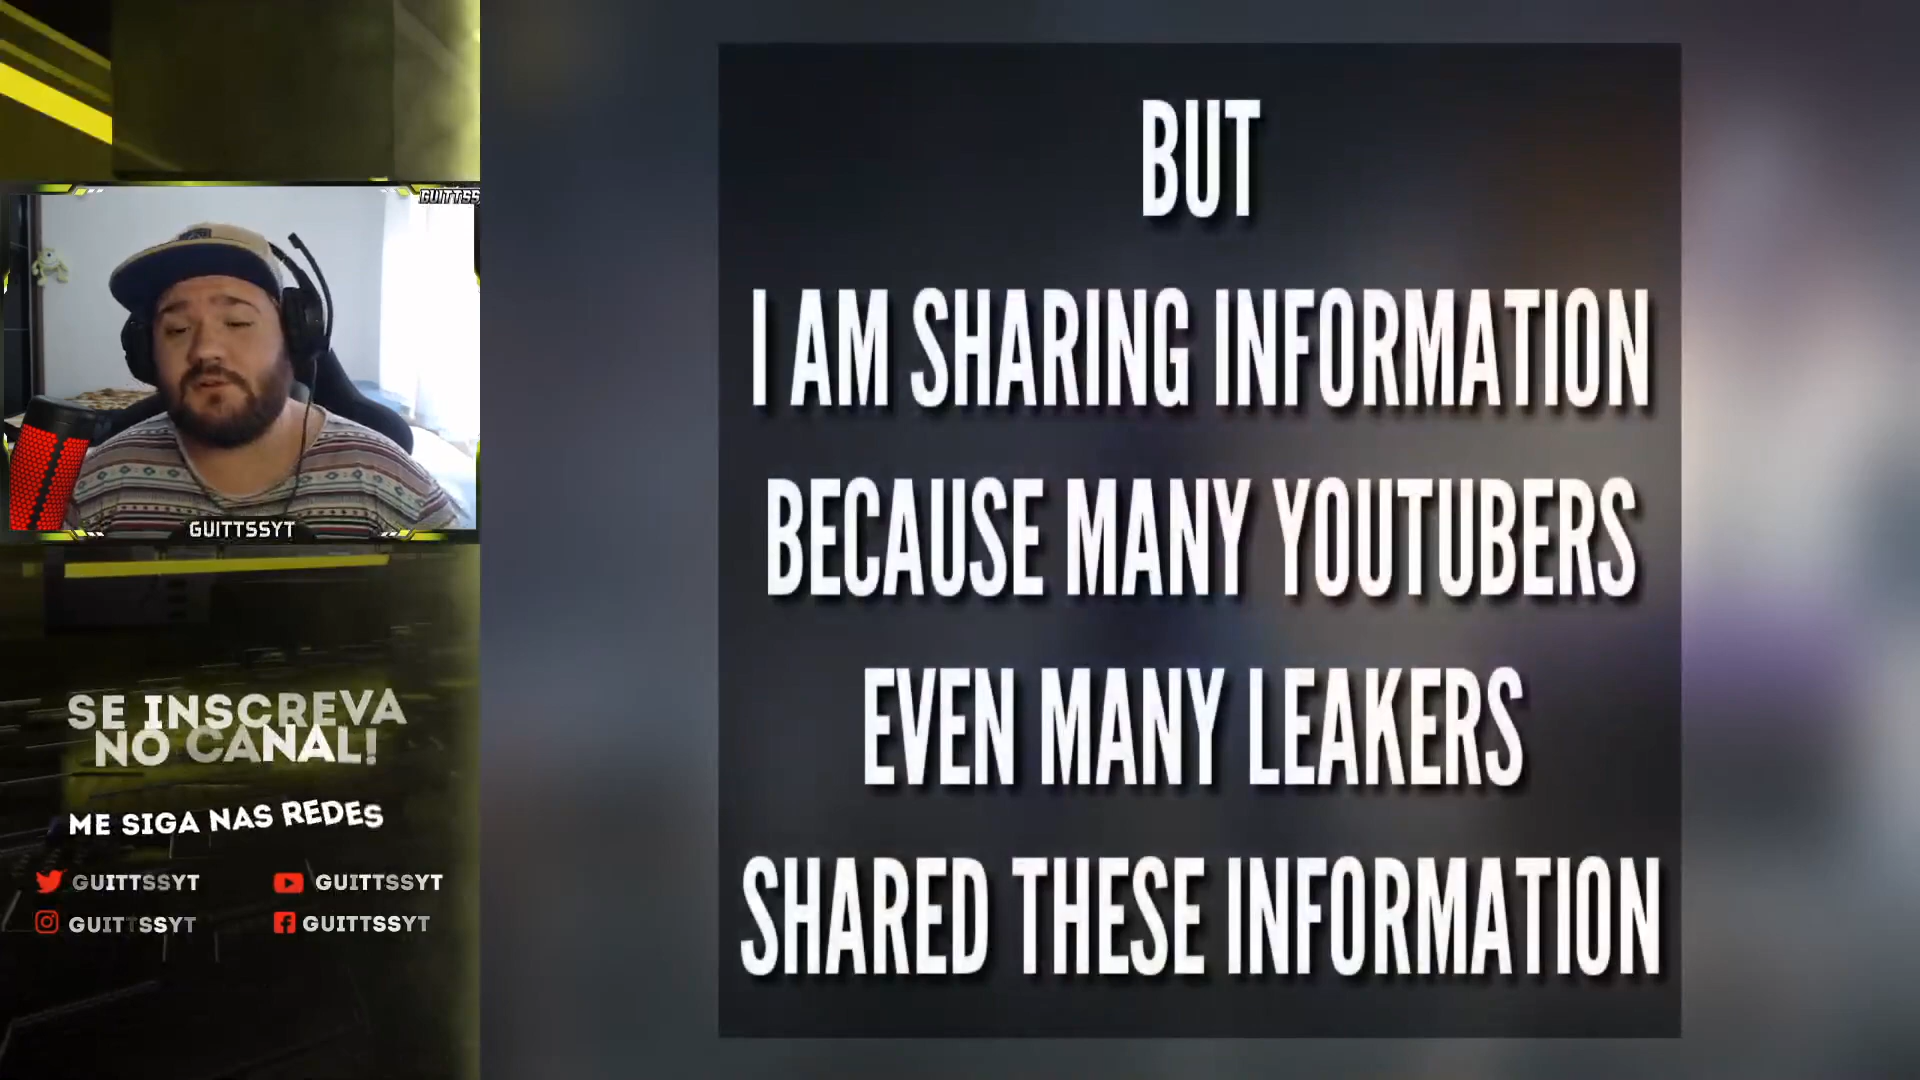 BUT
I AM SHARING INFORMATION
BECAUSE MANY YOUTUBERS
EVEN MANY LEAKERS
SHARED THESE INFORMATION
GUITTSS
GUITTSSYT
SE INSCREVA
NO CANAL!
ME SIGA NAS REDES
GUITTSSYT
GUITTSSYT
GUITTSSYT
GUITTSSYT